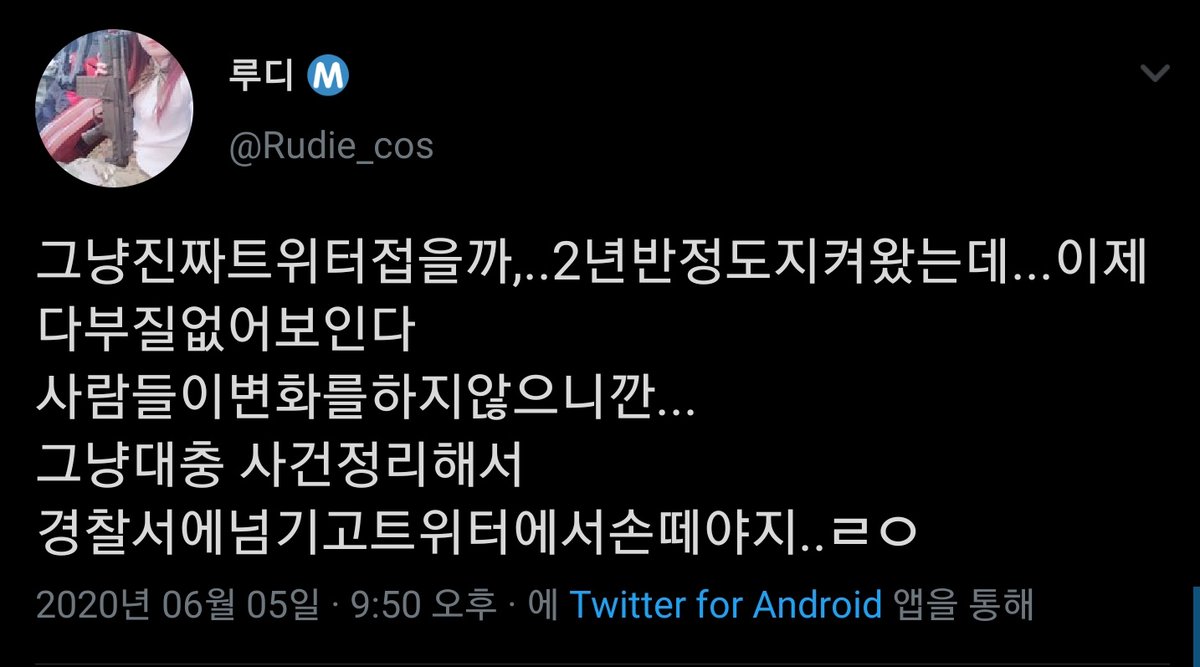 루디 Ⓜ
@Rudie_cos
그냥진짜트위터접을까,..2년반정도지켜왔는데...이제
다부질없어보인다
사람들이변화를하지않으니깐...
그냥대충 사건정리해서
경찰서에넘기고트위터에서손떼야지..ㄹㅇ
2020년 06월 05일 · 9:50 오후 · 에 Twitter for Android 앱을 통해